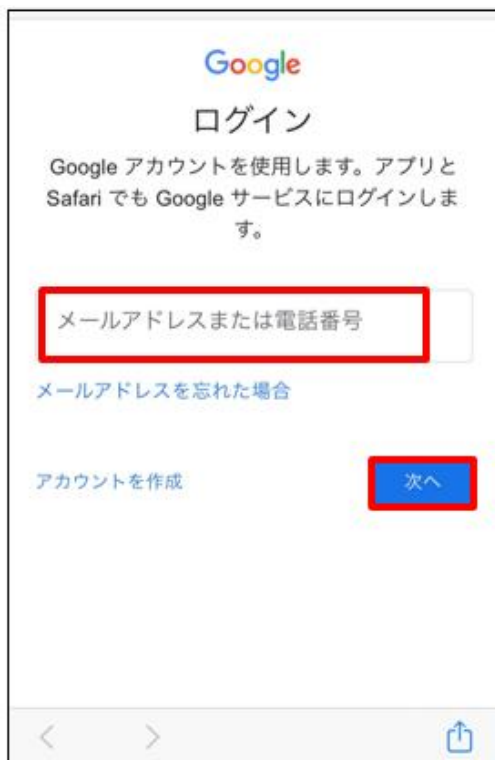 Google
ログイン
Google アカウントを使用します。アプリと
Safari でも Google サービスにログインしま
す。
メールアドレスまたは電話番号
メールアドレスを忘れた場合
アカウントを作成
次へ